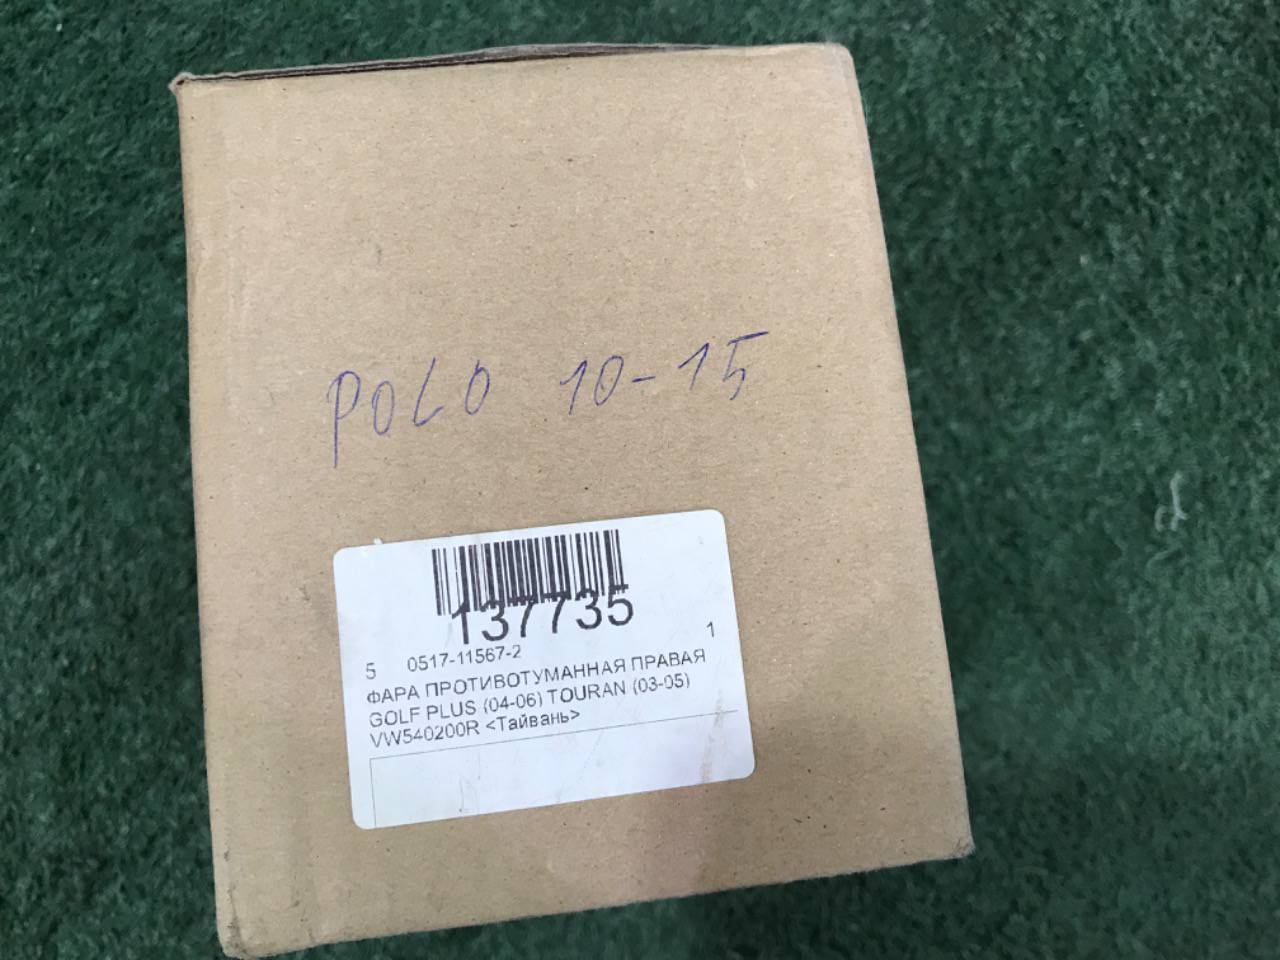 POLO 10-15
137735
5 0517-11567-2 1
ФАРА ПРОТИВОТУМАННАЯ ПРАВАЯ
GOLF PLUS (04-06) TOURAN (03-05)
VW540200R <Тайвань>